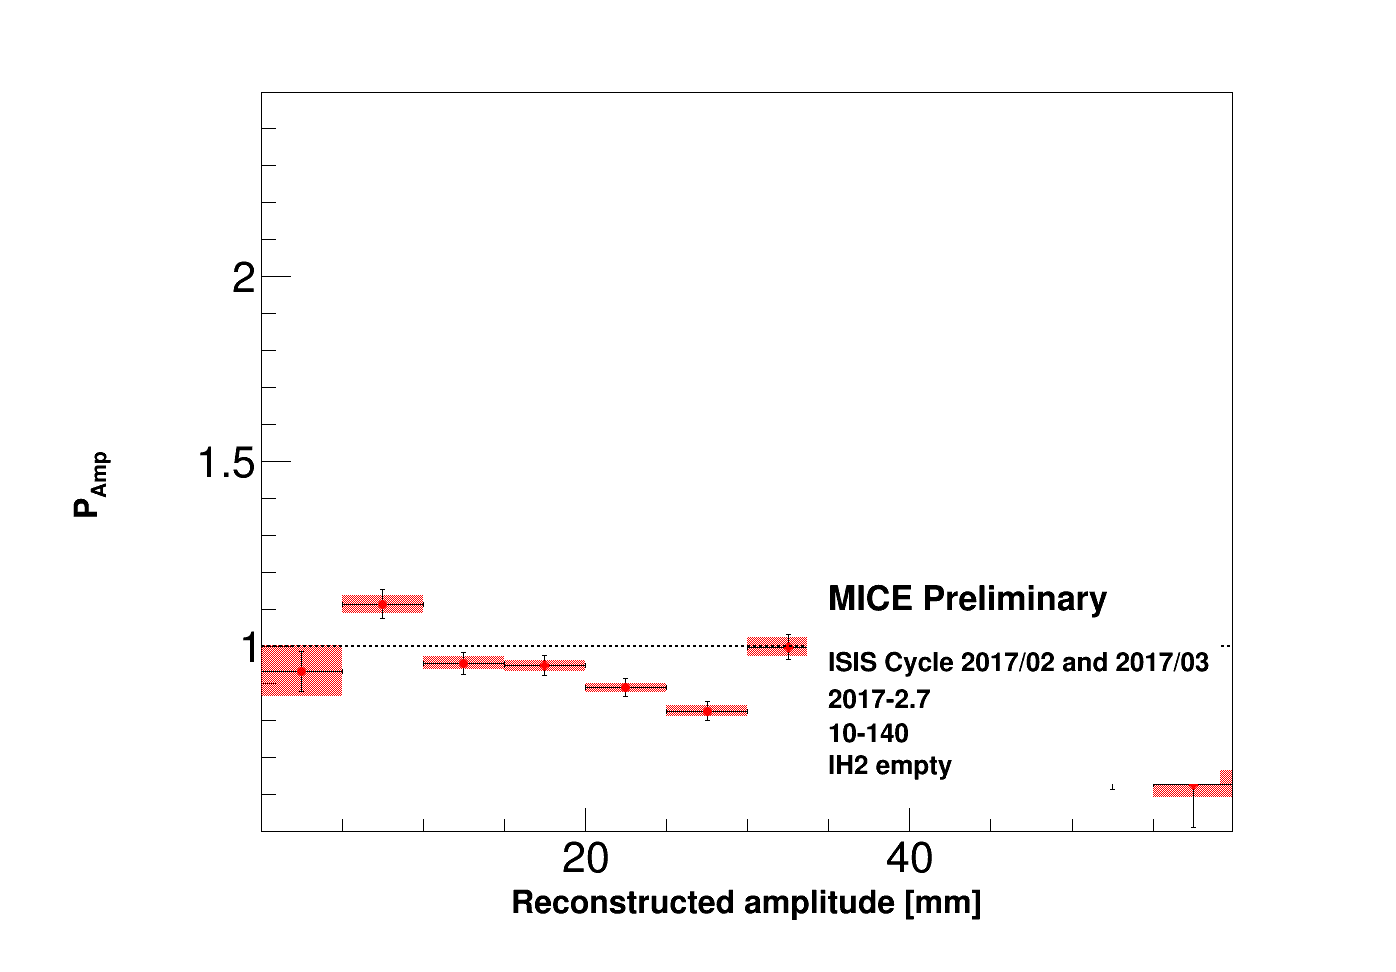 2
1.5
1
P_Amp
MICE Preliminary
ISIS Cycle 2017/02 and 2017/03
2017-2.7
10-140
lH2 empty
20 40
Reconstructed amplitude [mm]